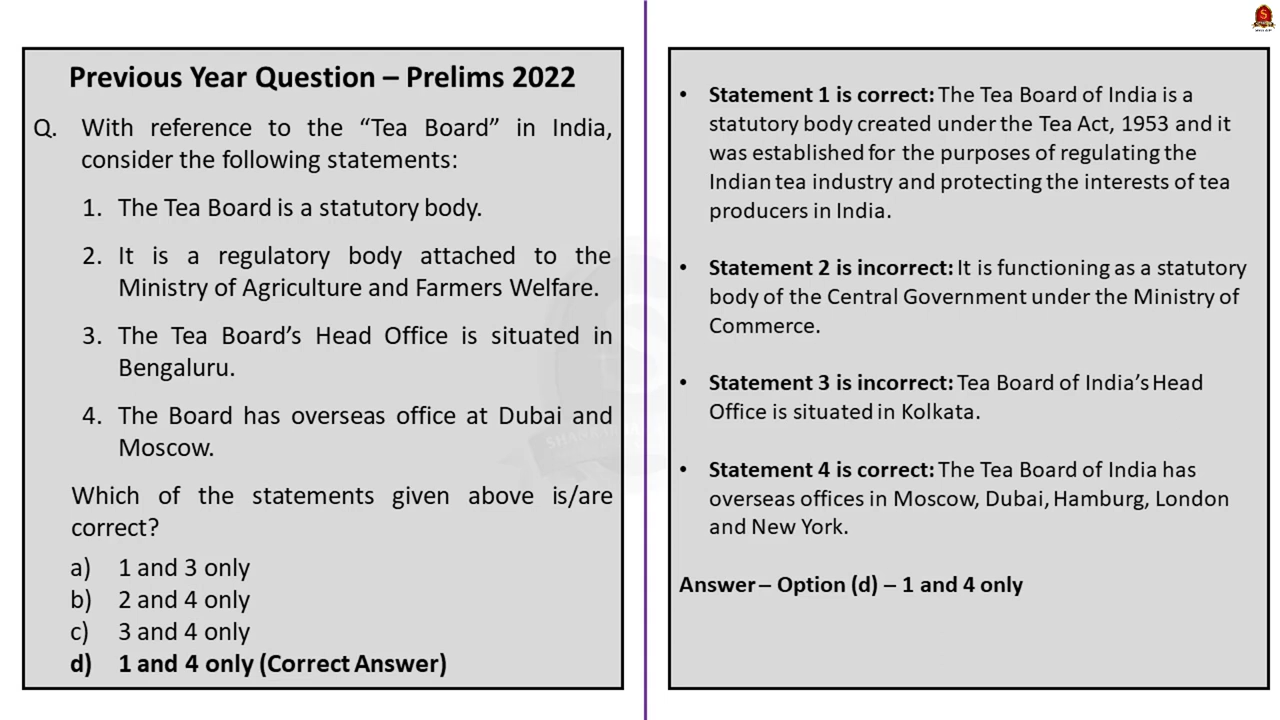 Previous Year Question – Prelims 2022
Q. With reference to the “Tea Board” in India,
consider the following statements:
1. The Tea Board is a statutory body.
2. It is a regulatory body attached to the
Ministry of Agriculture and Farmers Welfare.
3. The Tea Board’s Head Office is situated in
Bengaluru.
4. The Board has overseas office at Dubai and
Moscow.
Which of the statements given above is/are
correct?
a) 1 and 3 only
b) 2 and 4 only
c) 3 and 4 only
d) 1 and 4 only (Correct Answer)
• Statement 1 is correct: The Tea Board of India is a
statutory body created under the Tea Act, 1953 and it
was established for the purposes of regulating the
Indian tea industry and protecting the interests of tea
producers in India.
• Statement 2 is incorrect: It is functioning as a statutory
body of the Central Government under the Ministry of
Commerce.
• Statement 3 is incorrect: Tea Board of India’s Head
Office is situated in Kolkata.
• Statement 4 is correct: The Tea Board of India has
overseas offices in Moscow, Dubai, Hamburg, London
and New York.
Answer – Option (d) – 1 and 4 only